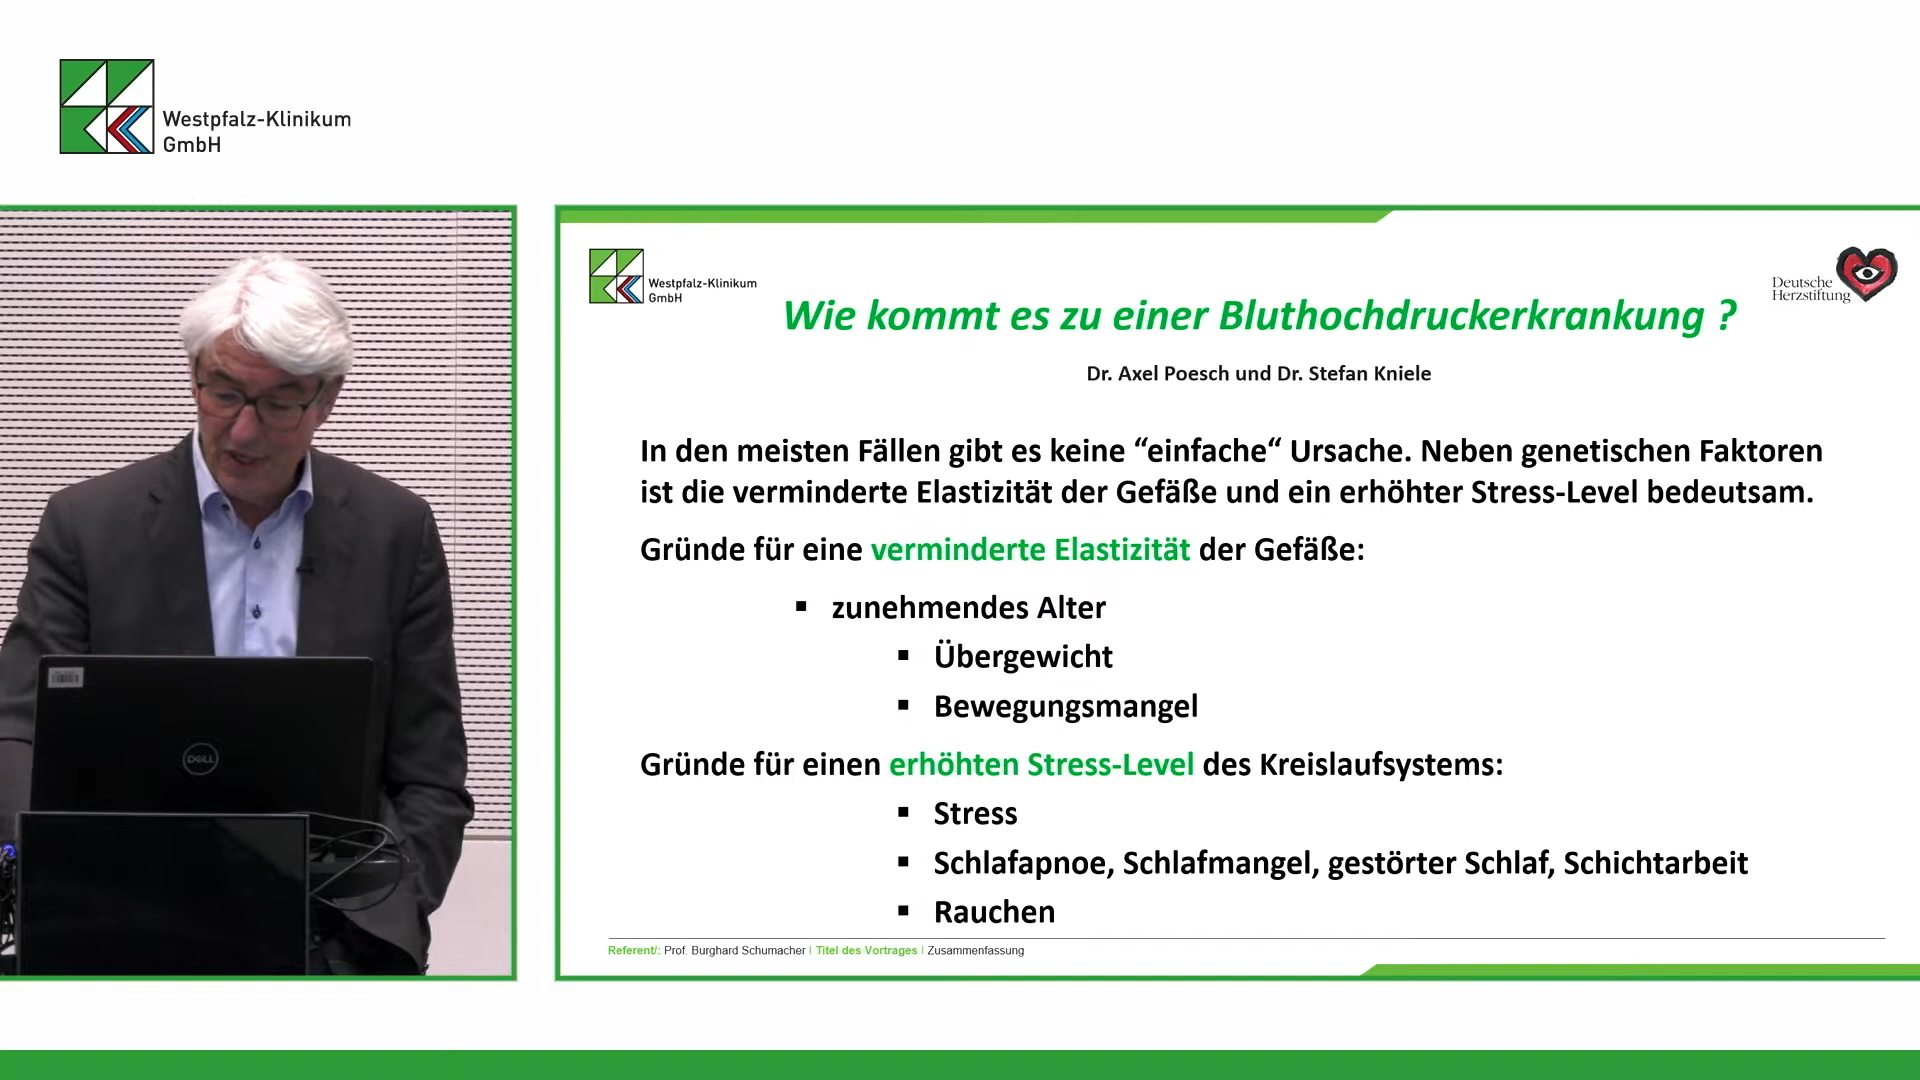 Westpfalz-Klinikum
GmbH
Westpfalz-Klinikum
GmbH
Deutsche
Herzstiftung
Wie kommt es zu einer Bluthochdruckerkrankung ?
Dr. Axel Poesch und Dr. Stefan Kniele
In den meisten Fällen gibt es keine “einfache“ Ursache. Neben genetischen Faktoren
ist die verminderte Elastizität der Gefäße und ein erhöhter Stress-Level bedeutsam.
Gründe für eine verminderte Elastizität der Gefäße:
▪ zunehmendes Alter
▪ Übergewicht
▪ Bewegungsmangel
Gründe für einen erhöhten Stress-Level des Kreislaufsystems:
▪ Stress
▪ Schlafapnoe, Schlafmangel, gestörter Schlaf, Schichtarbeit
▪ Rauchen
Referent/: Prof. Burghard Schumacher I Titel des Vortrages I Zusammenfassung
DELL